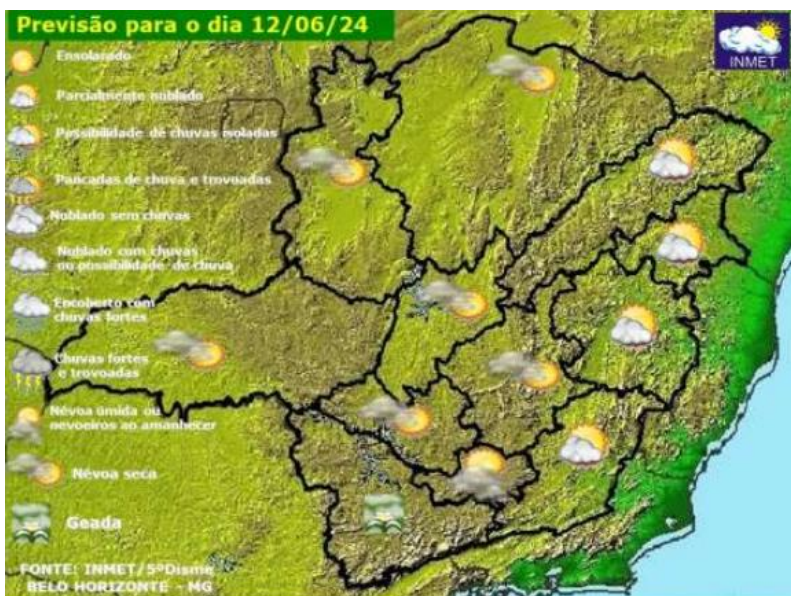 Previsão para o dia 12/06/24
INMET
Ensolarado
Parcialmente nublado
Possibilidade de chuvas isoladas
Pancadas de chuva e trovoadas
Noblado sem chuvas
Nublado com chuvas
ou possibilidade de chuva
Encoberto com
chuvas fortes
Chuvas fortes
e trovoadas
Névoa úmida ou
nevoeiros ao amanhecer
Névoa seca
Geada
FONTE: INMET/5ºDisme
BELO HORIZONTE - MG